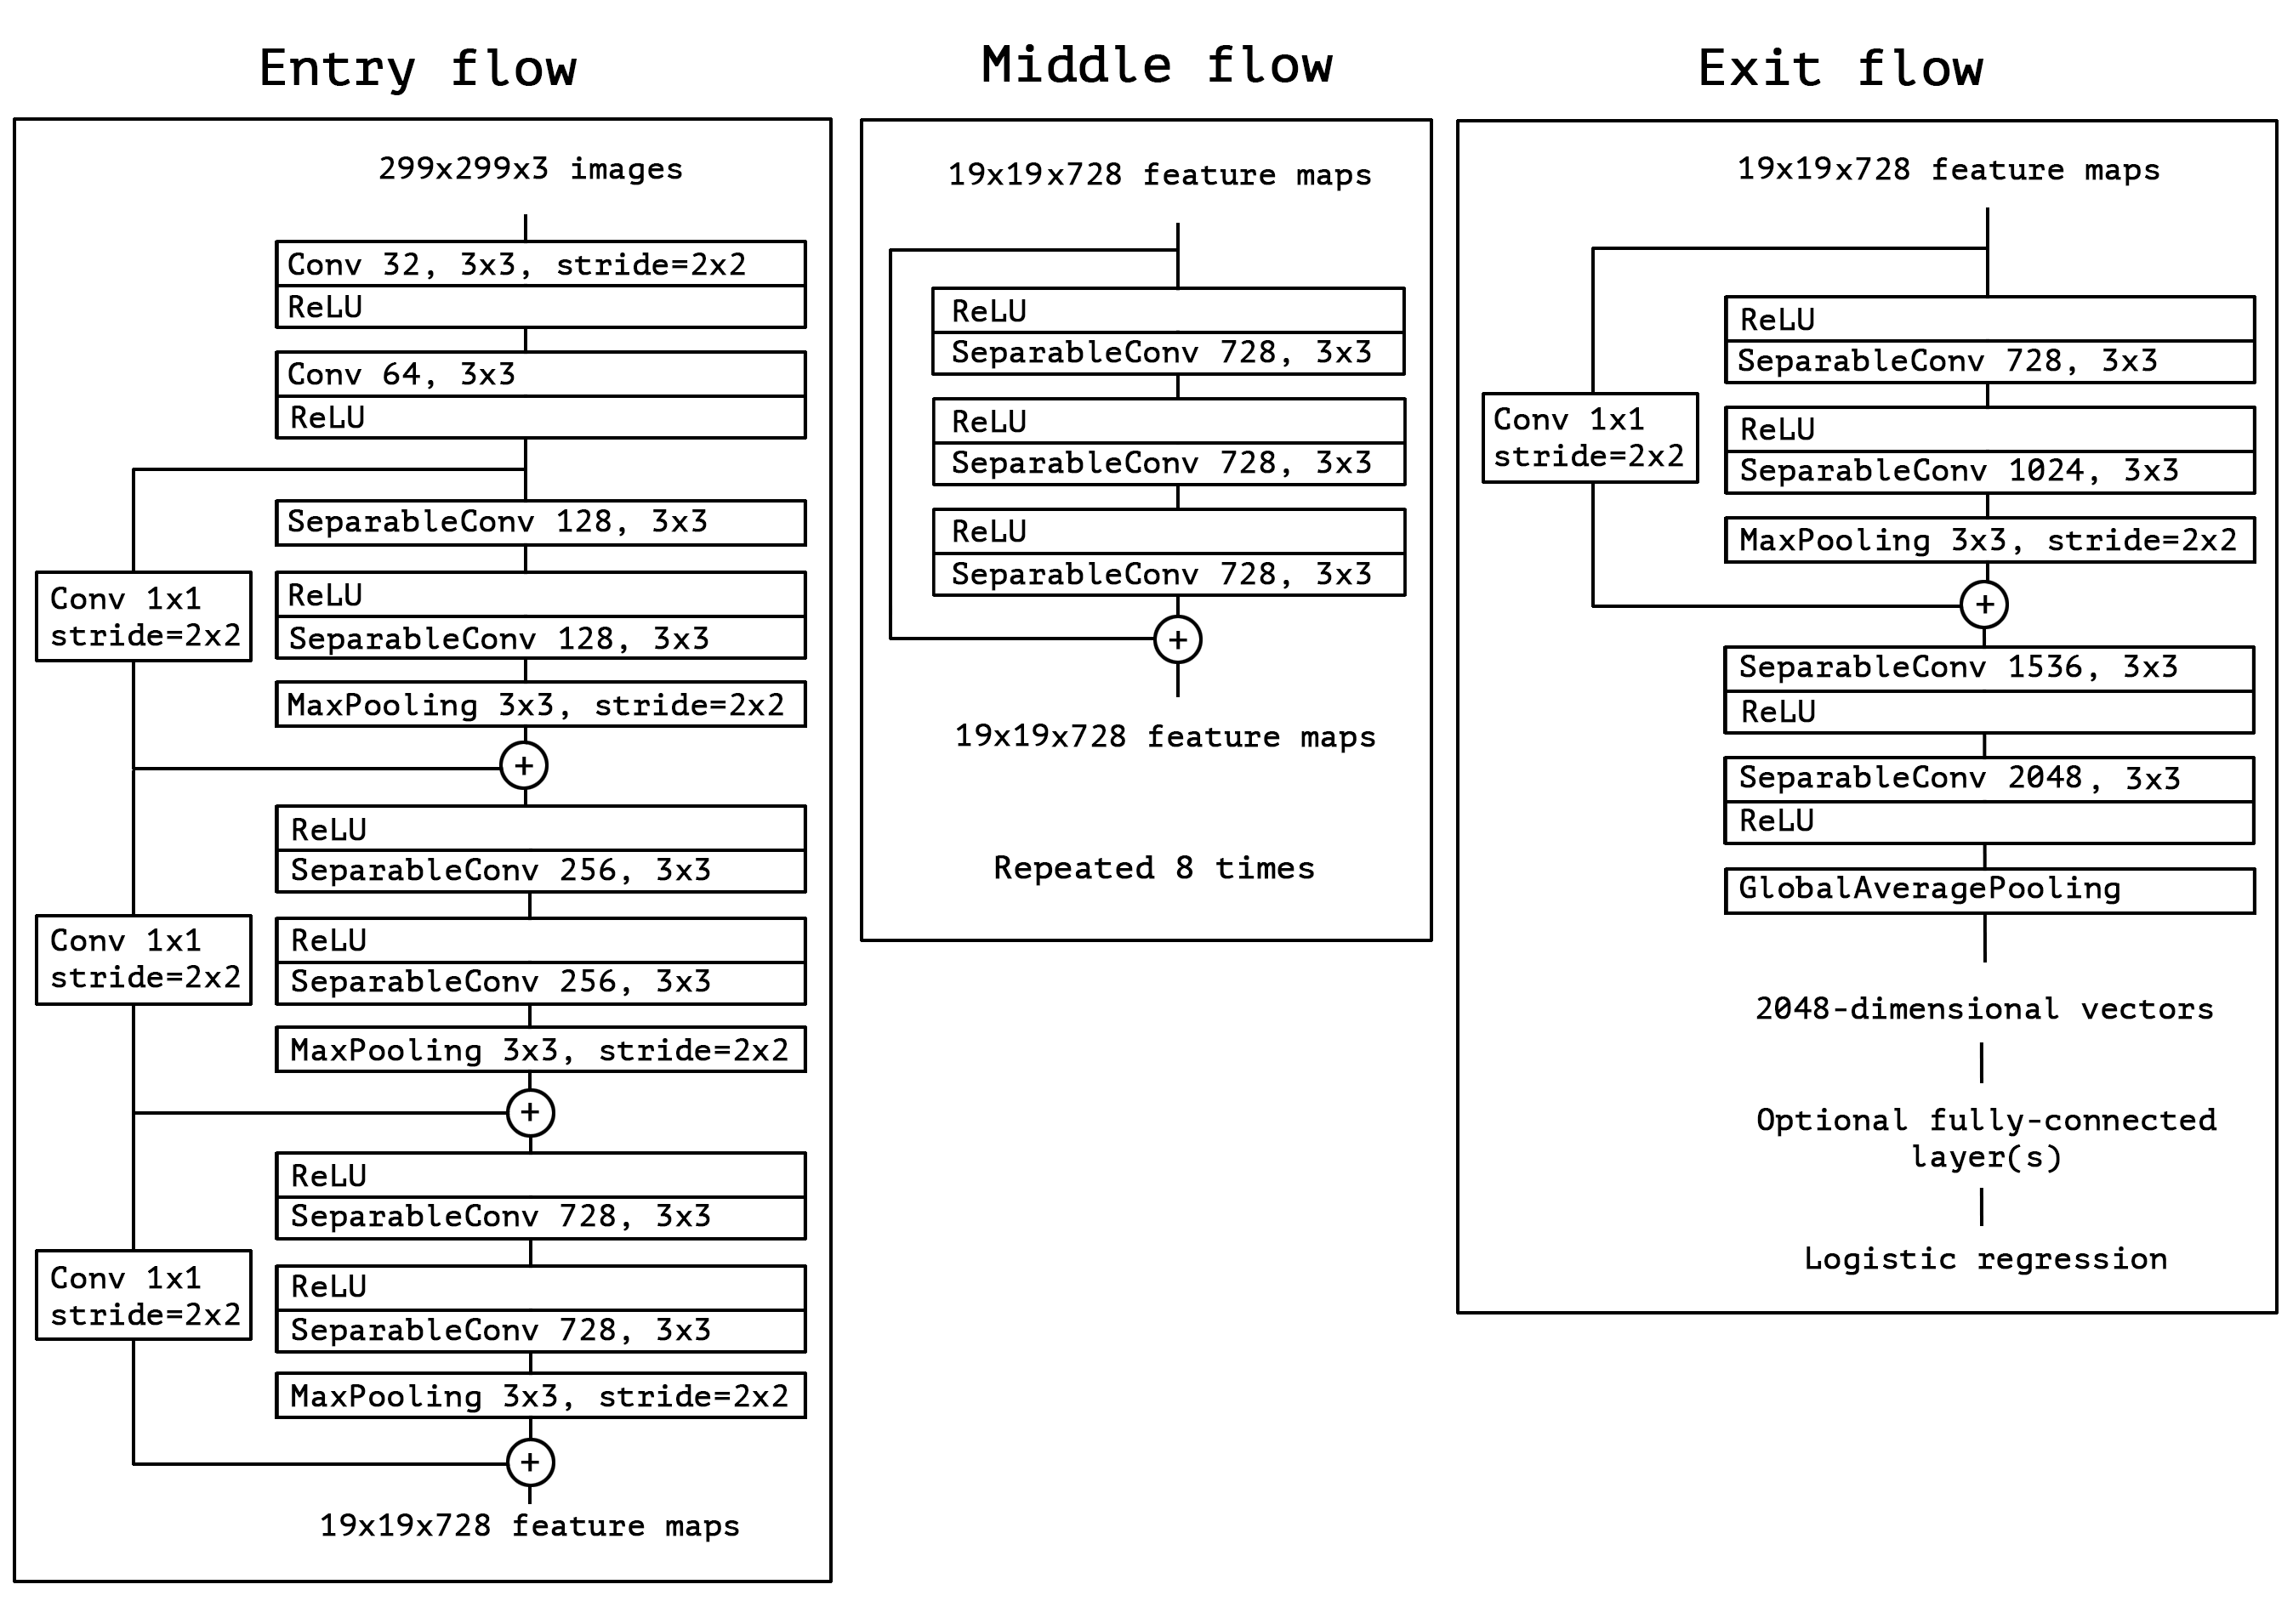 Entry flow
299x299x3 images
Conv 32, 3x3, stride=2x2
ReLU
Conv 64, 3x3
ReLU
SeparableConv 128, 3x3
Conv 1x1
stride=2x2
ReLU
SeparableConv 128, 3x3
MaxPooling 3x3, stride=2x2
+
ReLU
SeparableConv 256, 3x3
Conv 1x1
stride=2x2
ReLU
SeparableConv 256, 3x3
MaxPooling 3x3, stride=2x2
+
ReLU
SeparableConv 728, 3x3
Conv 1x1
stride=2x2
ReLU
SeparableConv 728, 3x3
MaxPooling 3x3, stride=2x2
+
19x19x728 feature maps
Middle flow
19x19x728 feature maps
ReLU
SeparableConv 728, 3x3
ReLU
SeparableConv 728, 3x3
ReLU
SeparableConv 728, 3x3
+
19x19x728 feature maps
Repeated 8 times
Exit flow
19x19x728 feature maps
ReLU
SeparableConv 728, 3x3
Conv 1x1
stride=2x2
ReLU
SeparableConv 1024, 3x3
MaxPooling 3x3, stride=2x2
+
SeparableConv 1536, 3x3
ReLU
SeparableConv 2048, 3x3
ReLU
GlobalAveragePooling
2048-dimensional vectors
Optional fully-connected
layer(s)
Logistic regression